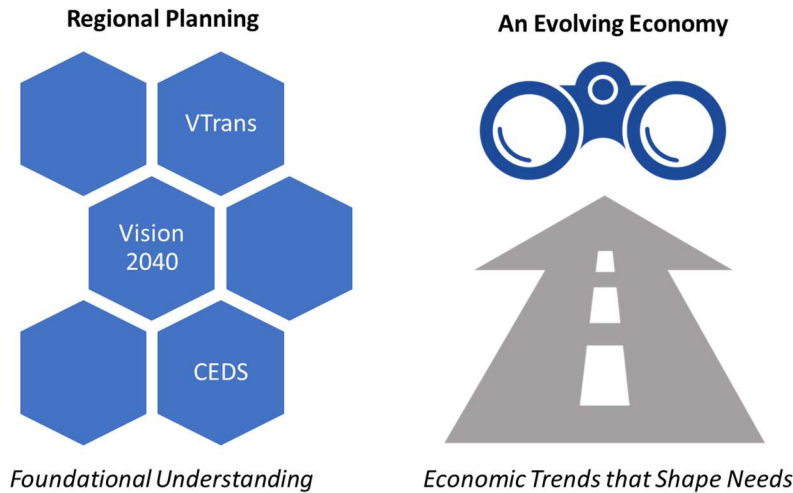 Regional Planning
VTrans
Vision
2040
CEDS
Foundational Understanding
An Evolving Economy
Economic Trends that Shape Needs